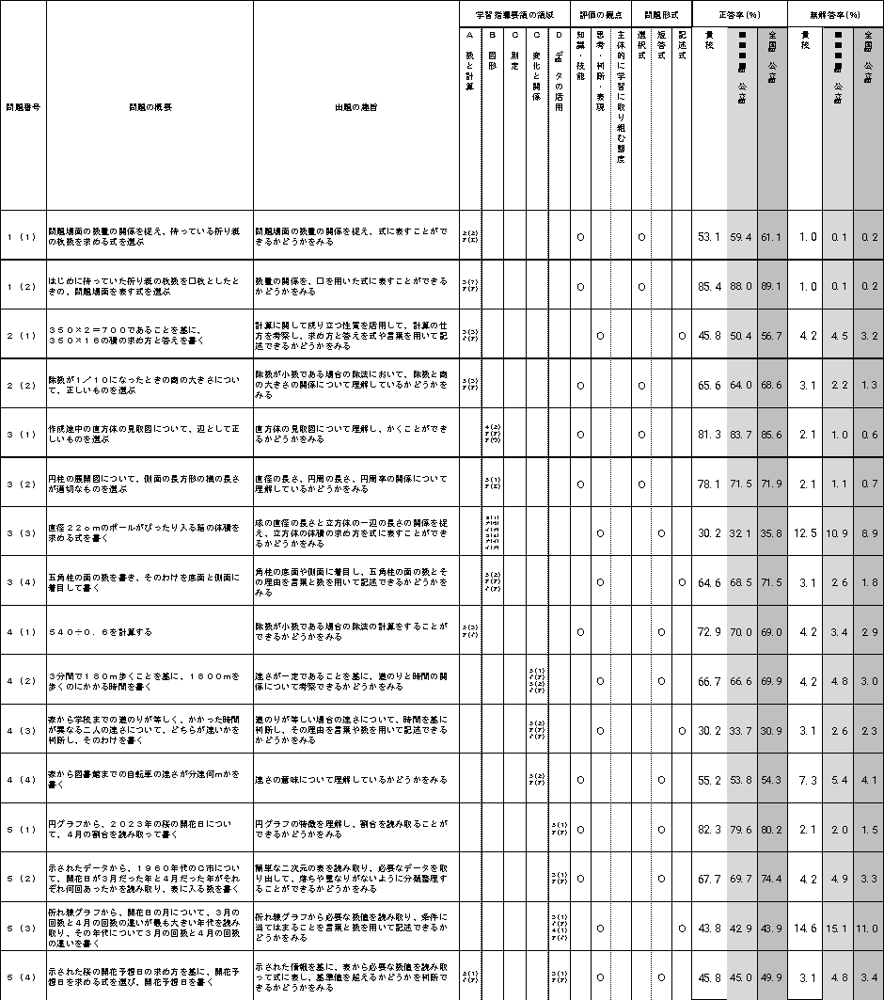 学習指導要領の領域 評価の観点 問題形式 正答率(%) 無解答率(%)
問題番号 問題の概要 出題の趣旨 A 数と計算 B 図形 C 測定 C 変化と関係 D データの活用 知識・技能 思考・判断・表現 主体的に学習に取り組む態度 選択式 短答式 記述式 貴校 (公立) 全国(公立) 貴校 (公立) 全国(公立)
1(1) 問題場面の数量の関係を捉え、持っている折り紙の枚数を求める式を選ぶ 問題場面の数量の関係を捉え、式に表すことができるかどうかをみる ○ ○ 53.1 59.4 61.1 1.0 0.1 0.2
1(2) はじめに持っていた折り紙の枚数を□枚としたときの、問題場面を表す式を選ぶ 数量の関係を、□を用いた式に表すことができるかどうかをみる ○ ○ 85.4 88.0 89.1 1.0 0.1 0.2
2(1) 350×2=700であることを基に、350×16の積の求め方と答えを書く 計算に関して成り立つ性質を活用して、計算の仕方を考察し、求め方と答えを式や言葉を用いて記述できるかどうかをみる ○ ○ 45.8 50.4 56.7 4.2 4.5 3.2
2(2) 除数が1/10になったときの商の大きさについて、正しいものを選ぶ 除数が小数である場合の除法において、除数と商の大きさの関係について理解しているかどうかをみる ○ ○ 65.6 64.0 68.6 3.1 2.2 1.3
3(1) 作成途中の直方体の見取図について、辺として正しいものを選ぶ 直方体の見取図について理解し、かくことができるかどうかをみる ○ ○ 81.3 83.7 85.6 2.1 1.0 0.6
3(2) 円柱の展開図について、側面の長方形の横の長さが適切なものを選ぶ 直径の長さ、円周の長さ、円周率の関係について理解しているかどうかをみる ○ ○ 78.1 71.5 71.9 2.1 1.1 0.7
3(3) 直径22cmのボールがぴったり入る箱の体積を求める式を書く 球の直径の長さと立方体の一辺の長さの関係を捉え、立方体の体積の求め方を式に表すことができるかどうかをみる ○ ○ 30.2 32.1 35.8 12.5 10.9 8.9
3(4) 五角柱の面の数を書き、そのわけを底面と側面に着目して書く 角柱の底面や側面に着目し、五角柱の面の数とその理由を言葉と数を用いて記述できるかどうかをみる ○ ○ 64.6 68.5 71.5 3.1 2.6 1.8
4(1) 540÷0.6を計算する 除数が小数である場合の除法の計算をすることができるかどうかをみる ○ ○ 72.9 70.0 69.0 4.2 3.4 2.9
4(2) 3分間で180m歩くことを基に、1800mを歩くのにかかる時間を書く 速さが一定であることを基に、道のりと時間の関係について考察できるかどうかをみる ○ ○ 66.7 66.6 69.9 4.2 4.8 3.0
4(3) 家から学校までの道のりが等しく、かかった時間が異なる二人の速さについて、どちらが速いかを判断し、そのわけを書く 道のりが等しい場合の速さについて、時間を基に判断し、その理由を言葉や数を用いて記述できるかどうかをみる ○ ○ 30.2 33.7 30.9 3.1 2.6 2.3
4(4) 家から図書館までの自転車の速さが分速何mかを書く 速さの意味について理解しているかどうかをみる ○ ○ 55.2 53.8 54.3 7.3 5.4 4.1
5(1) 円グラフから、2023年の桜の開花日について、4月の割合を読み取って書く 円グラフの特徴を理解し、割合を読み取ることができるかどうかをみる ○ ○ 82.3 79.6 80.2 2.1 2.0 1.5
5(2) 示されたデータから、1960年代のC市について、開花日が3月だった年と4月だった年がそれぞれ何回あったかを読み取り、表に入る数を書く 簡単な二次元の表を読み取り、必要なデータを取り出して、落ちや重なりがないように分類整理することができるかどうかをみる ○ ○ 67.7 69.7 74.4 4.2 4.9 3.3
5(3) 折れ線グラフから、開花日の月について、3月の回数と4月の回数の違いが最も大きい年代を読み取り、その年代について3月の回数と4月の回数の違いを書く 折れ線グラフから必要な数値を読み取り、条件に当てはまることを言葉と数を用いて記述できるかどうかをみる ○ ○ 43.8 42.9 43.9 14.6 15.1 11.0
5(4) 示された桜の開花予想日の求め方を基に、開花予想日を求める式を選び、開花予想日を書く 示された情報を基に、表から必要な数値を読み取って式に表し、基準値を超えるかどうかを判断できるかどうかをみる ○ ○ 45.8 45.0 49.9 3.1 4.8 3.4